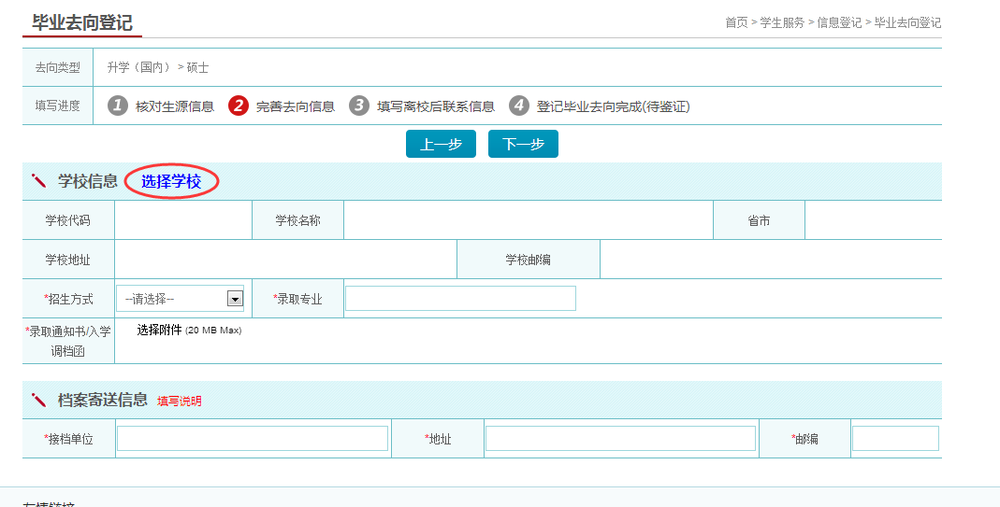 毕业去向登记
首页 > 学生服务 > 信息登记 > 毕业去向登记
去向类型 升学（国内） > 硕士
填写进度 1 核对生源信息 2 完善去向信息 3 填写离校后联系信息 4 登记毕业去向完成(待鉴证)
上一步 下一步
学校信息 选择学校
学校代码 学校名称 省市
学校地址 学校邮编
*招生方式 --请选择-- *录取专业
*录取通知书/入学
调档函
选择附件 (20 MB Max)
档案寄送信息 填写说明
*接档单位 *地址 *邮编
友情链接